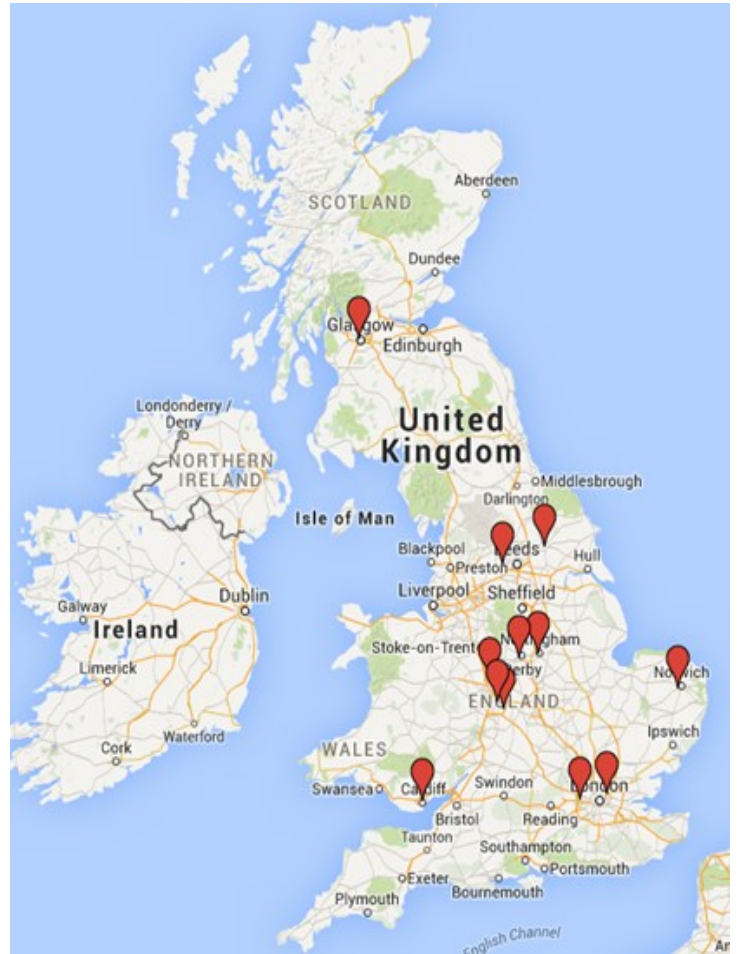 Aberdeen
SCOTLAND
Dundee
Glasgow
Edinburgh
Londonderry /
Derry
United
Kingdom
NORTHERN
IRELAND
Middlesbrough
Darlington
Isle of Man
Blackpool
Leeds
Preston
Hull
Liverpool
Sheffield
Dublin
Galway
Ireland
Stoke-on-Trent
Nottingham
Derby
Norwich
Limerick
ENGLAND
Waterford
Ipswich
Cork
WALES
Swansea
Cardiff
Swindon
London
Bristol
Reading
Taunton
Southampton
Portsmouth
Exeter
Bournemouth
Plymouth
English Channel
An